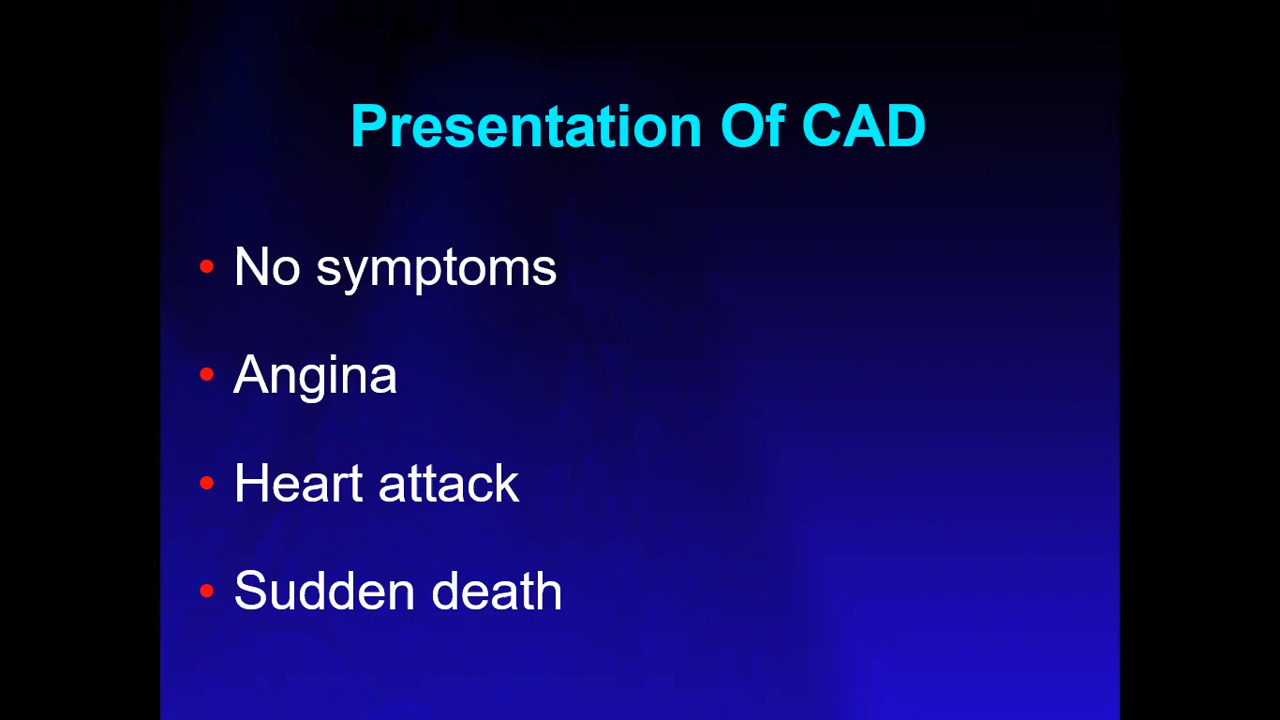 Presentation Of CAD
• No symptoms
• Angina
• Heart attack
• Sudden death